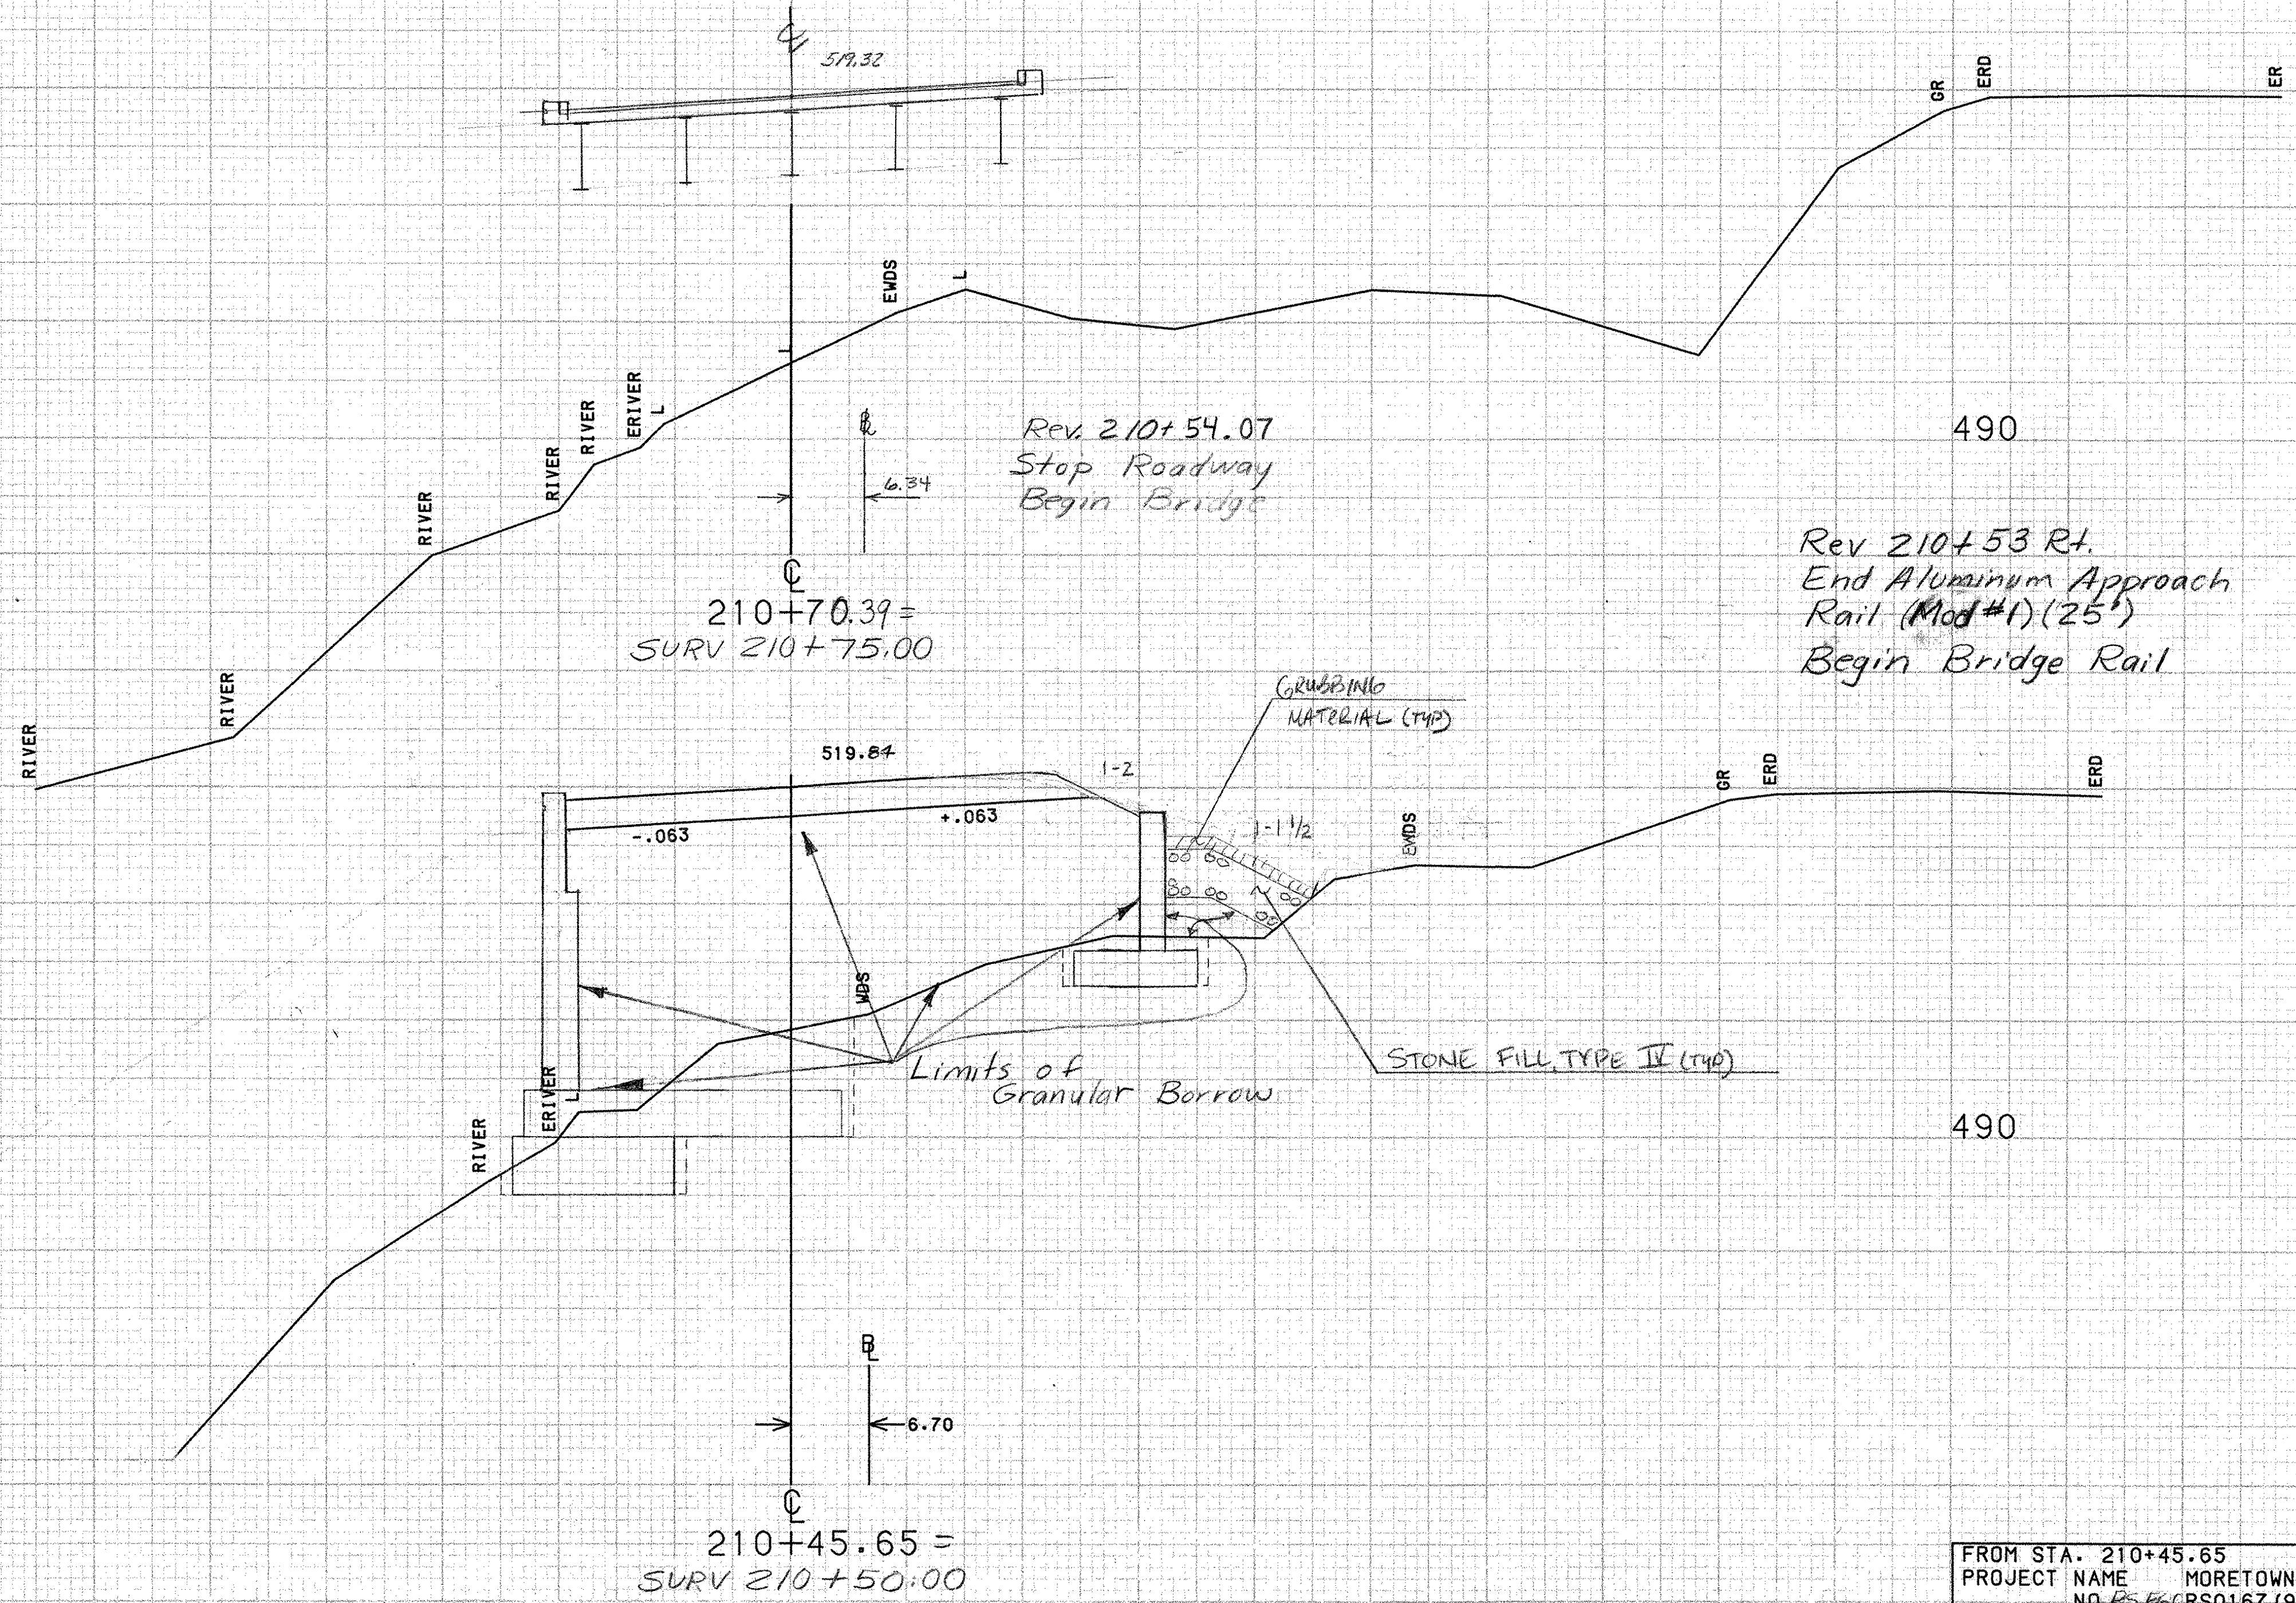 ℄
519.32
GR
ERD
ER
EWDS
L
L
L
ERIVER
RIVER
RIVER
RIVER
RIVER
RIVER
Rev. 210+54.07
Stop Roadway
Begin Bridge
6.34
490
℄
210+70.39 =
SURV 210+75.00
Rev 210+53 Rt.
End Aluminum Approach
Rail (Mod #1) (25')
Begin Bridge Rail
GRUBBING
MATERIAL (TYP)
519.84
1-2
-.063
+.063
1-1 1/2
EWDS
GR
ERD
ERD
WDS
Limits of
Granular Borrow
STONE FILL, TYPE IV (TYP)
L
ERIVER
RIVER
490
BL
6.70
℄
210+45.65 =
SURV 210+50.00
FROM STA. 210+45.65
PROJECT NAME MORETOWN
NO. RS0167(9